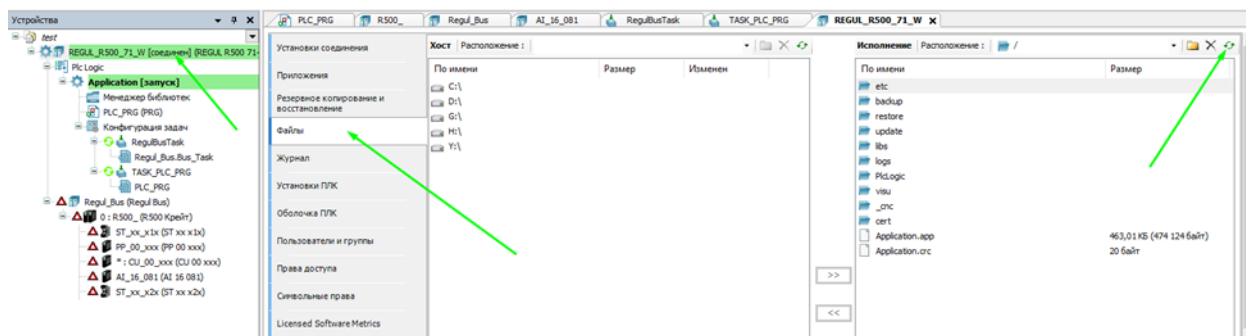 Устройства
test
REGUL_R500_71_W [соединен] (REGUL R500 71-
Plc Logic
Application [запуск]
Менеджер библиотек
PLC_PRG (PRG)
Конфигурация задач
RegulBusTask
Regul_Bus.Bus_Task
TASK_PLC_PRG
PLC_PRG
Regul_Bus (Regul Bus)
0 : R500_ (R500 Крейт)
ST_xx_x1x (ST xx x1x)
PP_00_xxx (PP 00 xxx)
* : CU_00_xxx (CU 00 xxx)
AI_16_081 (AI 16 081)
ST_xx_x2x (ST xx x2x)
PLC_PRG R500_ Regul_Bus AI_16_081 RegulBusTask TASK_PLC_PRG REGUL_R500_71_W
Установки соединения
Приложения
Резервное копирование и
восстановление
Файлы
Журнал
Установки ПЛК
Оболочка ПЛК
Пользователи и группы
Права доступа
Символьные права
Licensed Software Metrics
Хост Расположение :
По имени Размер Изменен
C:\
D:\
G:\
H:\
Y:\
>>
<<
Исполнение Расположение : /
По имени Размер
etc
backup
restore
update
libs
logs
PlcLogic
visu
_cnc
cert
Application.app 463,01 КБ (474 124 байт)
Application.crc 20 байт